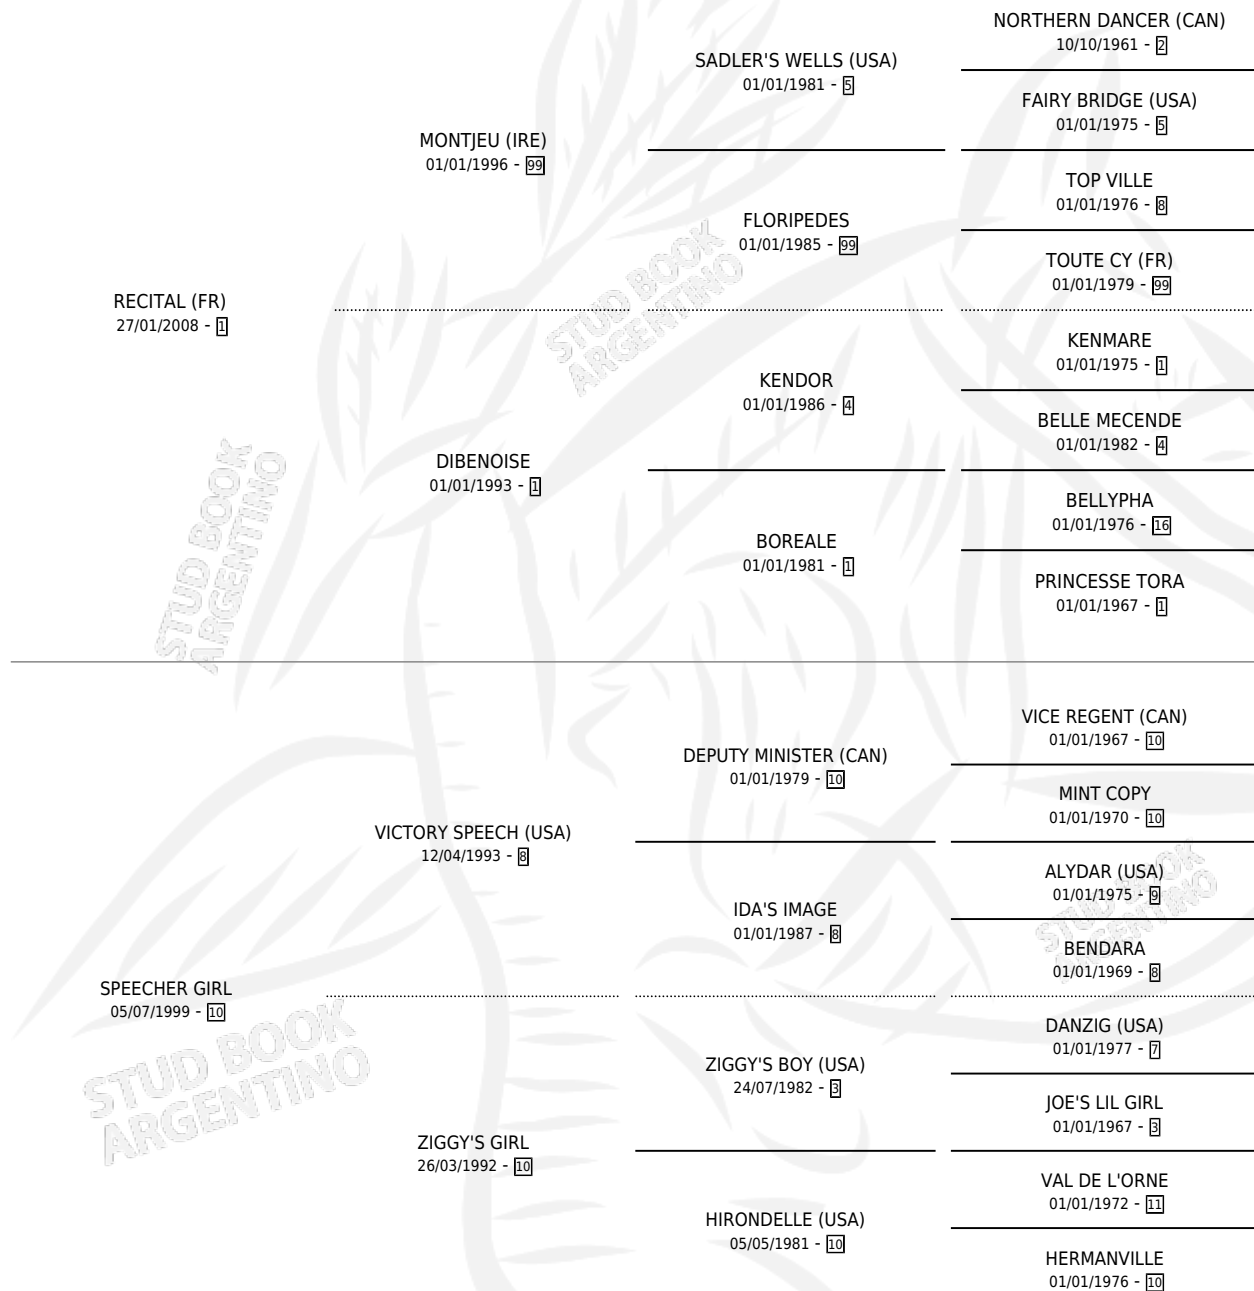 NORTHERN DANCER (CAN)
10/10/1961 - 2
SADLER'S WELLS (USA)
01/01/1981 - 5
FAIRY BRIDGE (USA)
01/01/1975 - 5
MONTJEU (IRE)
01/01/1996 - 99
TOP VILLE
01/01/1976 - 8
FLORIPEDES
01/01/1985 - 99
TOUTE CY (FR)
01/01/1979 - 99
RECITAL (FR)
27/01/2008 - 1
KENMARE
01/01/1975 - 1
KENDOR
01/01/1986 - 4
BELLE MECENDE
01/01/1982 - 4
DIBENOISE
01/01/1993 - 1
BELLYPHA
01/01/1976 - 16
BOREALE
01/01/1981 - 1
PRINCESSE TORA
01/01/1967 - 1
VICE REGENT (CAN)
01/01/1967 - 10
DEPUTY MINISTER (CAN)
01/01/1979 - 10
MINT COPY
01/01/1970 - 10
VICTORY SPEECH (USA)
12/04/1993 - 8
ALYDAR (USA)
01/01/1975 - 9
IDA'S IMAGE
01/01/1987 - 8
BENDARA
01/01/1969 - 8
SPEECHER GIRL
05/07/1999 - 10
DANZIG (USA)
01/01/1977 - 7
ZIGGY'S BOY (USA)
24/07/1982 - 3
JOE'S LIL GIRL
01/01/1967 - 3
ZIGGY'S GIRL
26/03/1992 - 10
VAL DE L'ORNE
01/01/1972 - 11
HIRONDELLE (USA)
05/05/1981 - 10
HERMANVILLE
01/01/1976 - 10
STUD BOOK
ARGENTINO
STUD BOOK
ARGENTINO
STUD BOOK
ARGENTINO
STUD BOOK
ARGENTINO